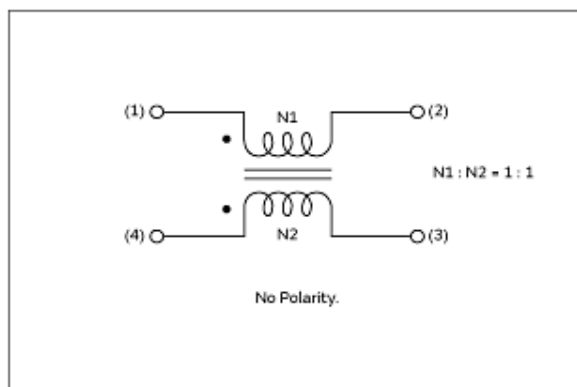 (1)
N1
(2)
N1 : N2 = 1 : 1
(4)
N2
(3)
No Polarity.